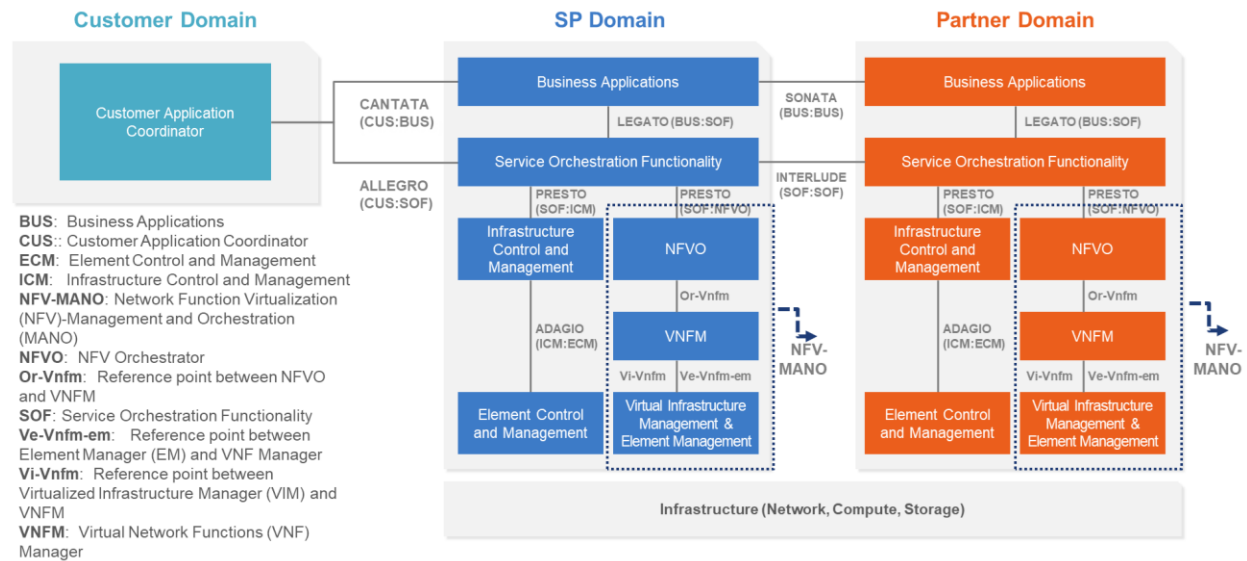 Customer Domain
SP Domain
Partner Domain
Customer Application
Coordinator
CANTATA
(CUS:BUS)
ALLEGRO
(CUS:SOF)
Business Applications
LEGATO (BUS:SOF)
Service Orchestration Functionality
PRESTO
(SOF:ICM)
PRESTO
(SOF:NFVO)
Infrastructure
Control and
Management
NFVO
Or-Vnfm
ADAGIO
(ICM:ECM)
VNFM
Vi-Vnfm
Ve-Vnfm-em
Element Control
and Management
Virtual Infrastructure
Management &
Element Management
NFV-
MANO
SONATA
(BUS:BUS)
INTERLUDE
(SOF:SOF)
Business Applications
LEGATO (BUS:SOF)
Service Orchestration Functionality
PRESTO
(SOF:ICM)
PRESTO
(SOF:NFVO)
Infrastructure
Control and
Management
NFVO
Or-Vnfm
ADAGIO
(ICM:ECM)
VNFM
Vi-Vnfm
Ve-Vnfm-em
Element Control
and Management
Virtual Infrastructure
Management &
Element Management
NFV-
MANO
Infrastructure (Network, Compute, Storage)
BUS: Business Applications
CUS:: Customer Application Coordinator
ECM: Element Control and Management
ICM: Infrastructure Control and Management
NFV-MANO: Network Function Virtualization
(NFV)-Management and Orchestration
(MANO)
NFVO: NFV Orchestrator
Or-Vnfm: Reference point between NFVO
and VNFM
SOF: Service Orchestration Functionality
Ve-Vnfm-em: Reference point between
Element Manager (EM) and VNF Manager
Vi-Vnfm: Reference point between
Virtualized Infrastructure Manager (VIM) and
VNFM
VNFM: Virtual Network Functions (VNF)
Manager